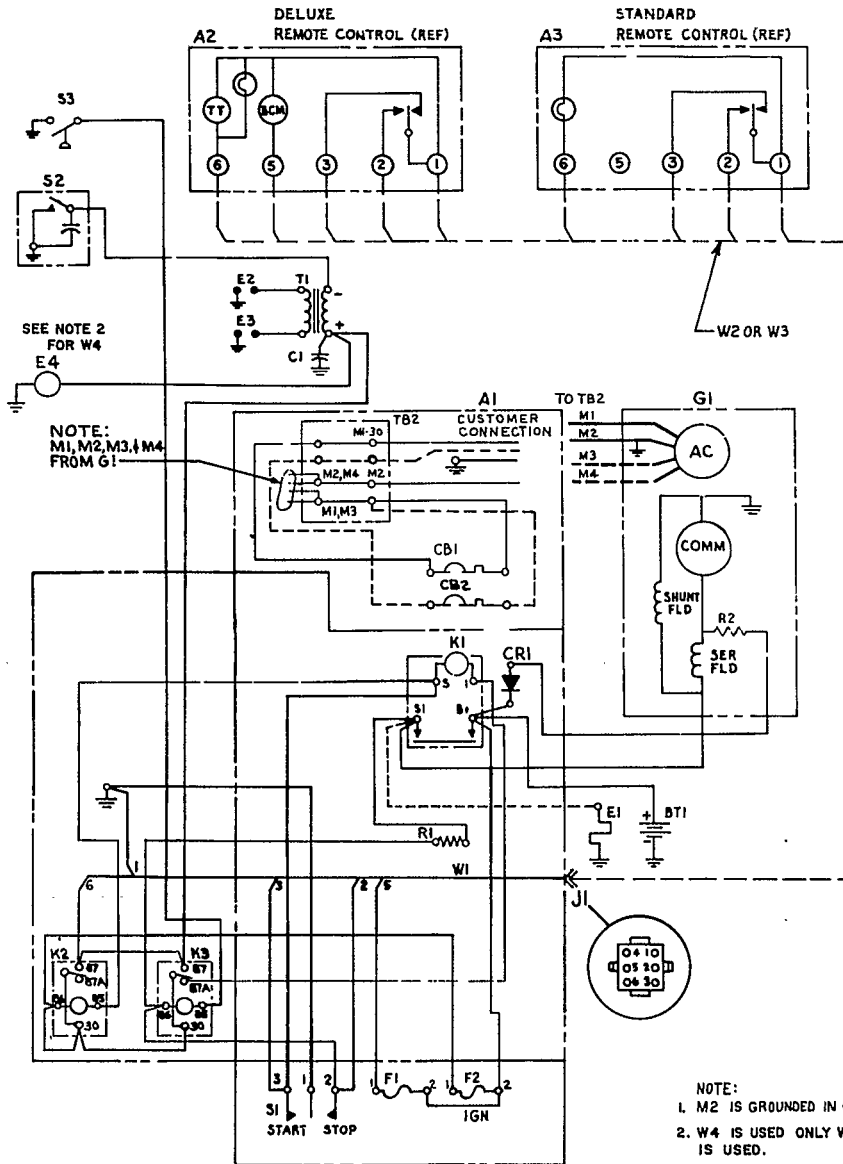 DELUXE
REMOTE CONTROL (REF)
A2
STANDARD
REMOTE CONTROL (REF)
A3
TT
BCM
6 5 3 2 1
6 5 3 2 1
S3
S2
W2 OR W3
E2
T1
-
E3
+
C1
SEE NOTE 2
FOR W4
E4
NOTE:
M1, M2, M3, & M4
FROM G1
A1
TB2
CUSTOMER
CONNECTION
M1-30
M2, M4 M2
M1, M3
CB1
CB2
TO TB2
M1
M2
M3
M4
G1
AC
COMM
SHUNT
FLD
R2
SER
FLD
K1
S I
S1 B+
CR1
R1
E1
+
BT1
W1
1
6 3 2 5
J1
4 1
5 2
6 3
K2
87
87A
86 85
30
K3
87
87A
86 85
30
3 1 2
S1
START STOP
F1
1 2
F2
1 2
IGN
NOTE:
1. M2 IS GROUNDED IN
2. W4 IS USED ONLY W
IS USED.